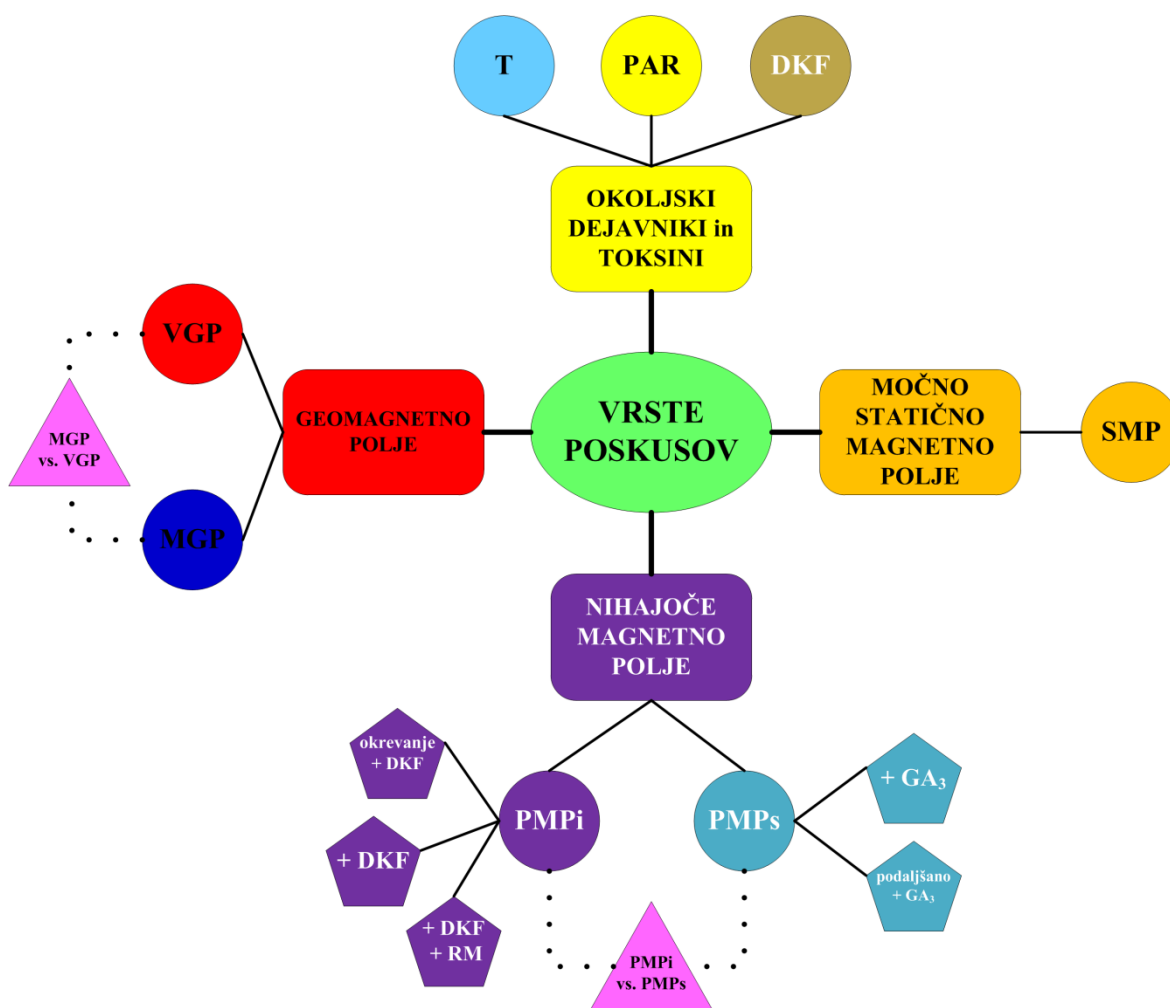 T
PAR
DKF
OKOLJSKI
DEJAVNIKI in
TOKSINI
VGP
MGP
vs. VGP
MGP
GEOMAGNETNO
POLJE
VRSTE
POSKUSOV
MOČNO
STATIČNO
MAGNETNO
POLJE
SMP
NIHAJOČE
MAGNETNO
POLJE
okrevanje
+ DKF
+ DKF
+ DKF
+ RM
PMPi
PMPs
+ GA₃
podaljšano
+ GA₃
PMPi
vs. PMPs